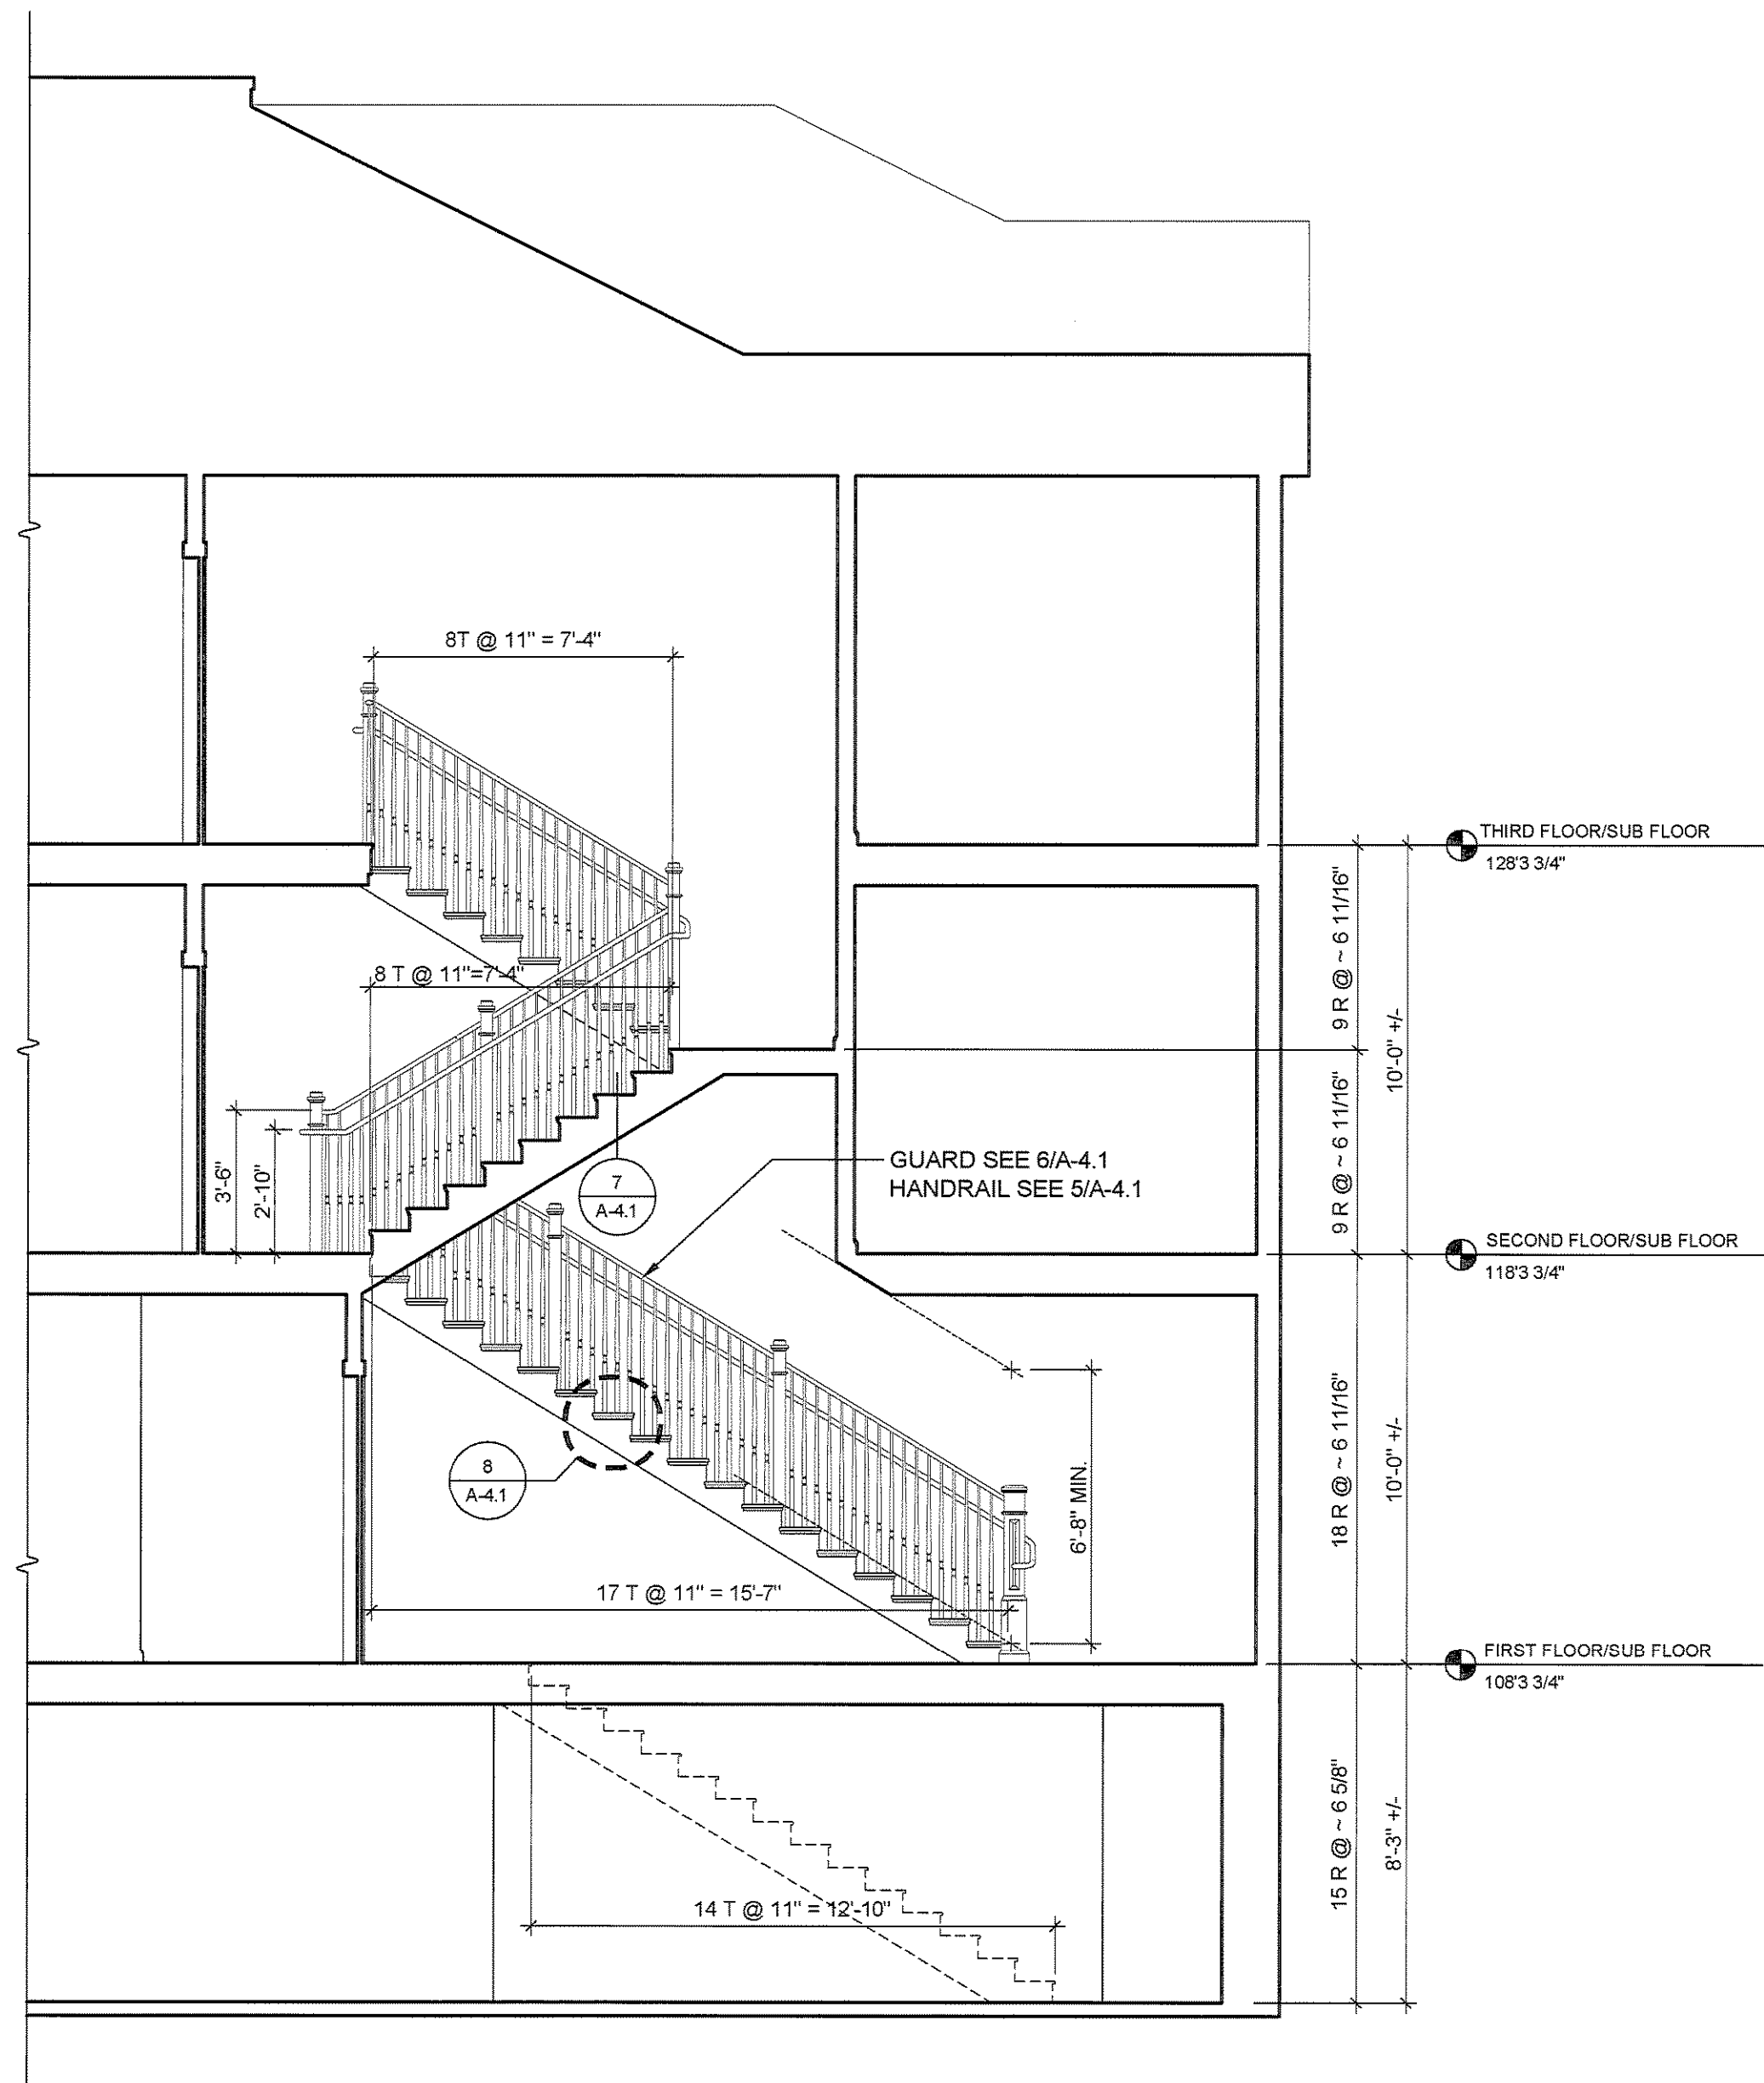 8T @ 11" = 7'-4"
THIRD FLOOR/SUB FLOOR
128'3 3/4"
9 R @ ~ 6 11/16"
10'-0" +/-
8 T @ 11"=7'-4"
9 R @ ~ 6 11/16"
3'-6"
2'-10"
7
A-4.1
GUARD SEE 6/A-4.1
HANDRAIL SEE 5/A-4.1
SECOND FLOOR/SUB FLOOR
118'3 3/4"
18 R @ ~ 6 11/16"
10'-0" +/-
8
A-4.1
6'-8" MIN.
17 T @ 11" = 15'-7"
FIRST FLOOR/SUB FLOOR
108'3 3/4"
15 R @ ~ 6 5/8"
8'-3" +/-
14 T @ 11" = 12'-10"